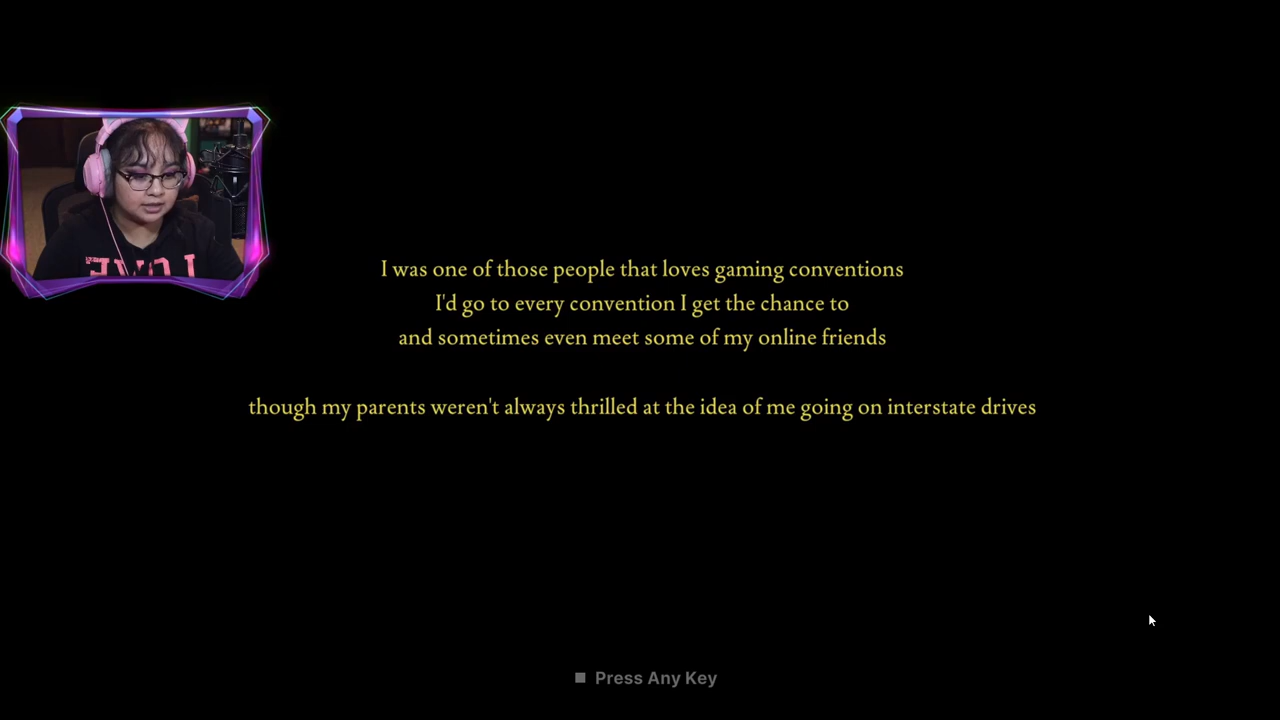 I was one of those people that loves gaming conventions
I'd go to every convention I get the chance to
and sometimes even meet some of my online friends
though my parents weren't always thrilled at the idea of me going on interstate drives
Press Any Key
LOVE